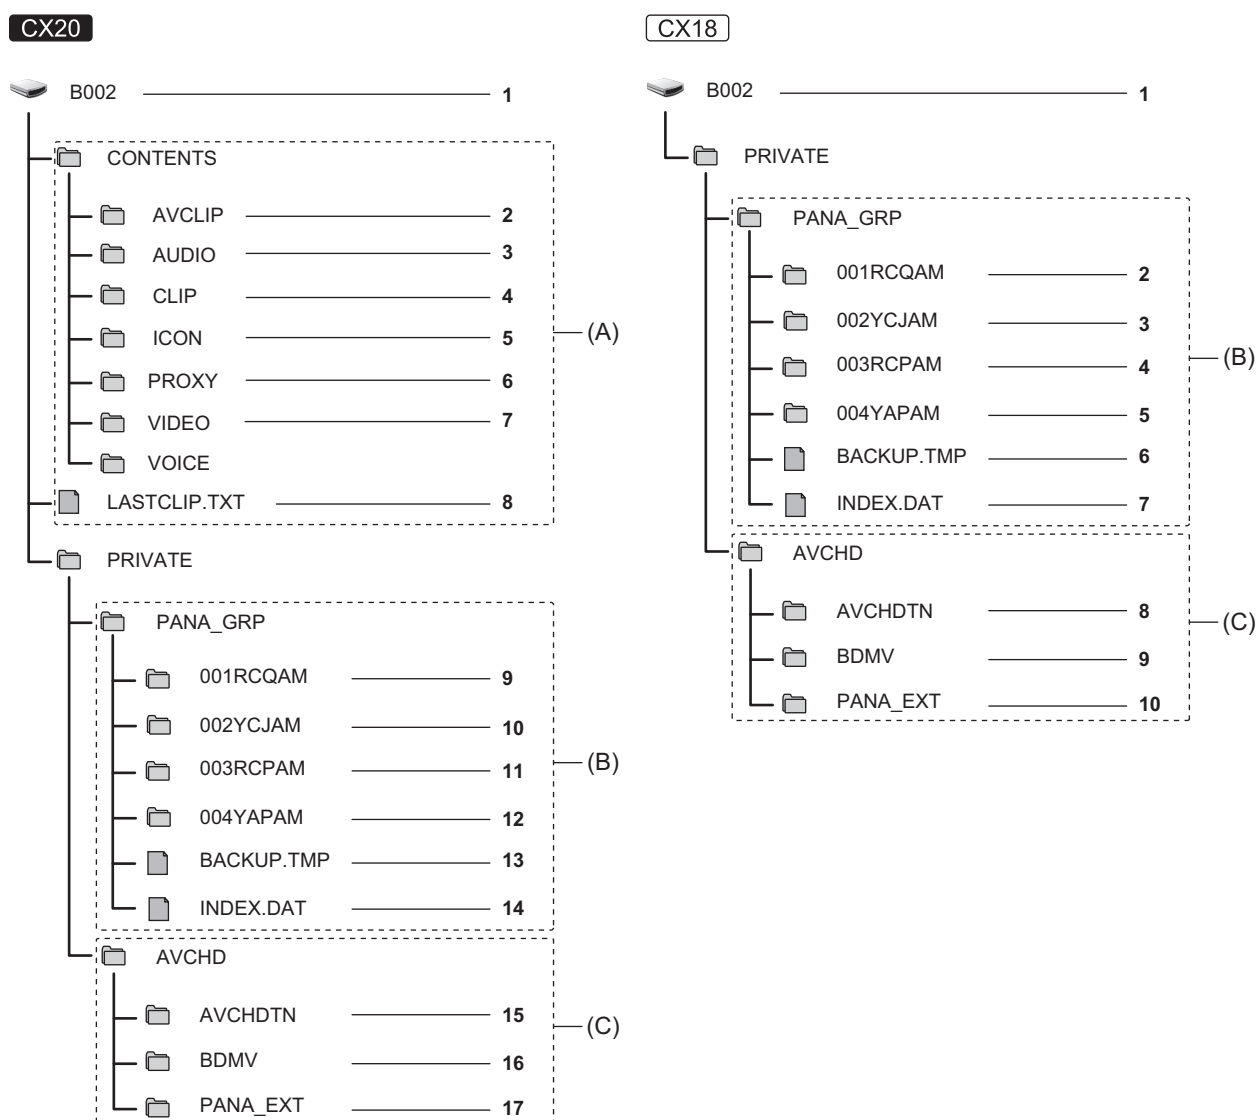 CX20
B002 1
CONTENTS
AVCLIP 2
AUDIO 3
CLIP 4
ICON 5
PROXY 6
VIDEO 7
VOICE
LASTCLIP.TXT 8
(A)
PRIVATE
PANA_GRP
001RCQAM 9
002YCJAM 10
003RCPAM 11
004YAPAM 12
BACKUP.TMP 13
INDEX.DAT 14
(B)
AVCHD
AVCHDTN 15
BDMV 16
PANA_EXT 17
(C)
CX18
B002 1
PRIVATE
PANA_GRP
001RCQAM 2
002YCJAM 3
003RCPAM 4
004YAPAM 5
BACKUP.TMP 6
INDEX.DAT 7
(B)
AVCHD
AVCHDTN 8
BDMV 9
PANA_EXT 10
(C)